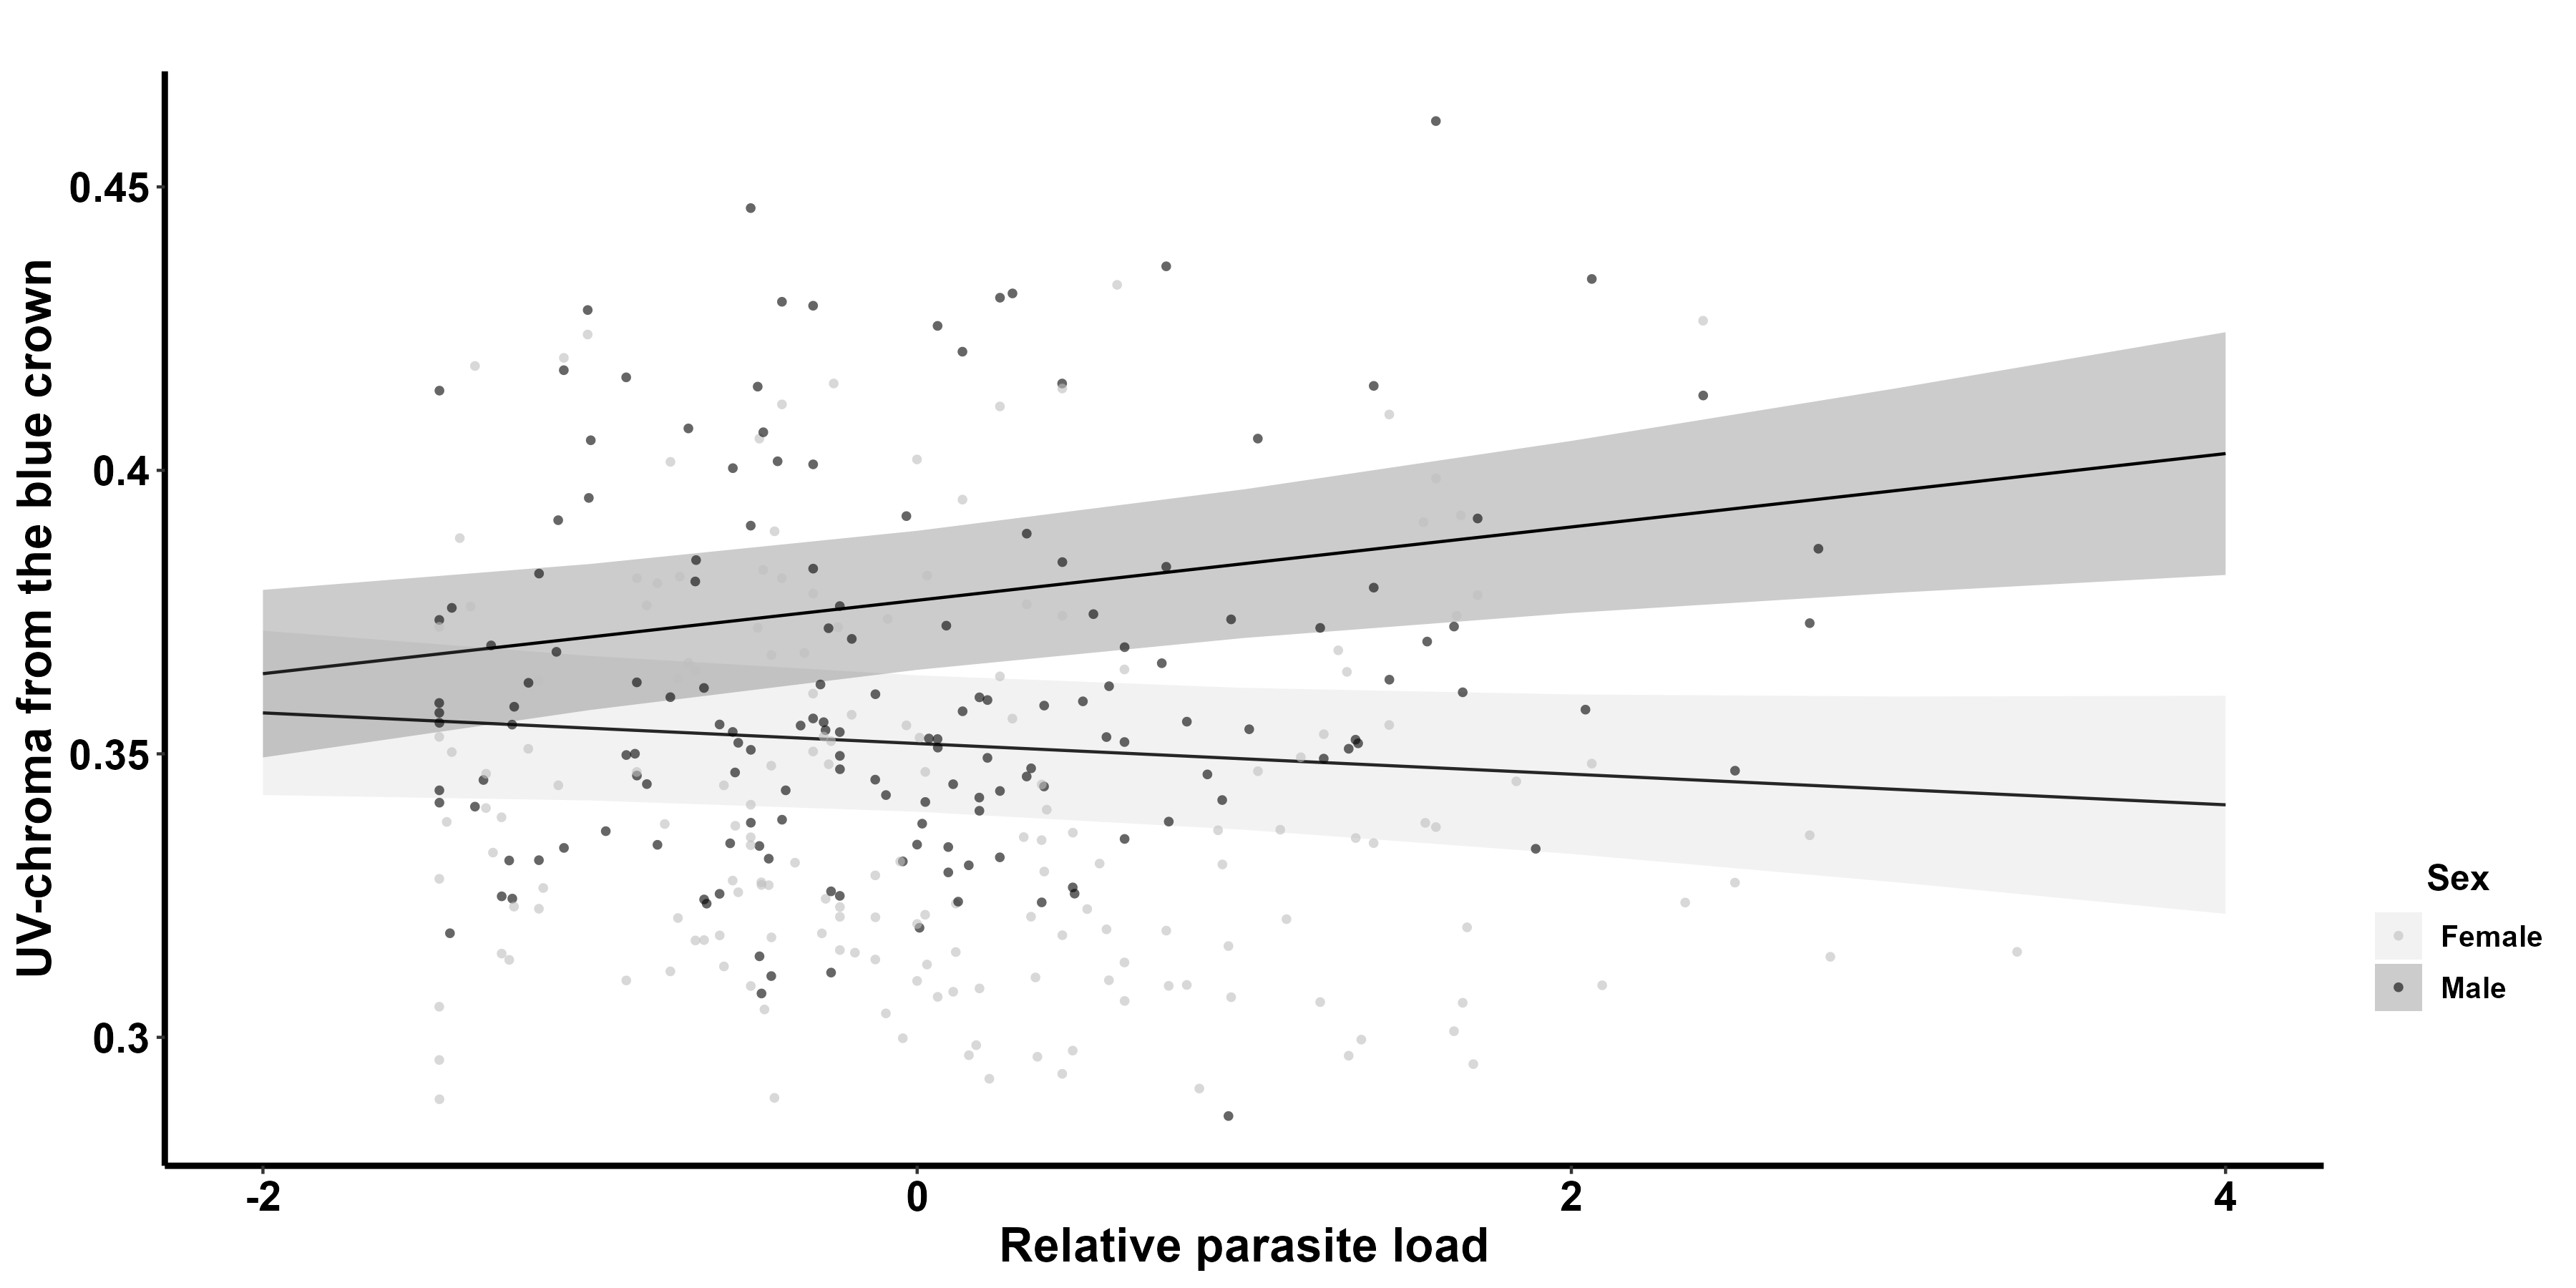 UV-chroma from the blue crown
0.45
0.4
0.35
0.3
-2
0
2
4
Relative parasite load
Sex
Female
Male